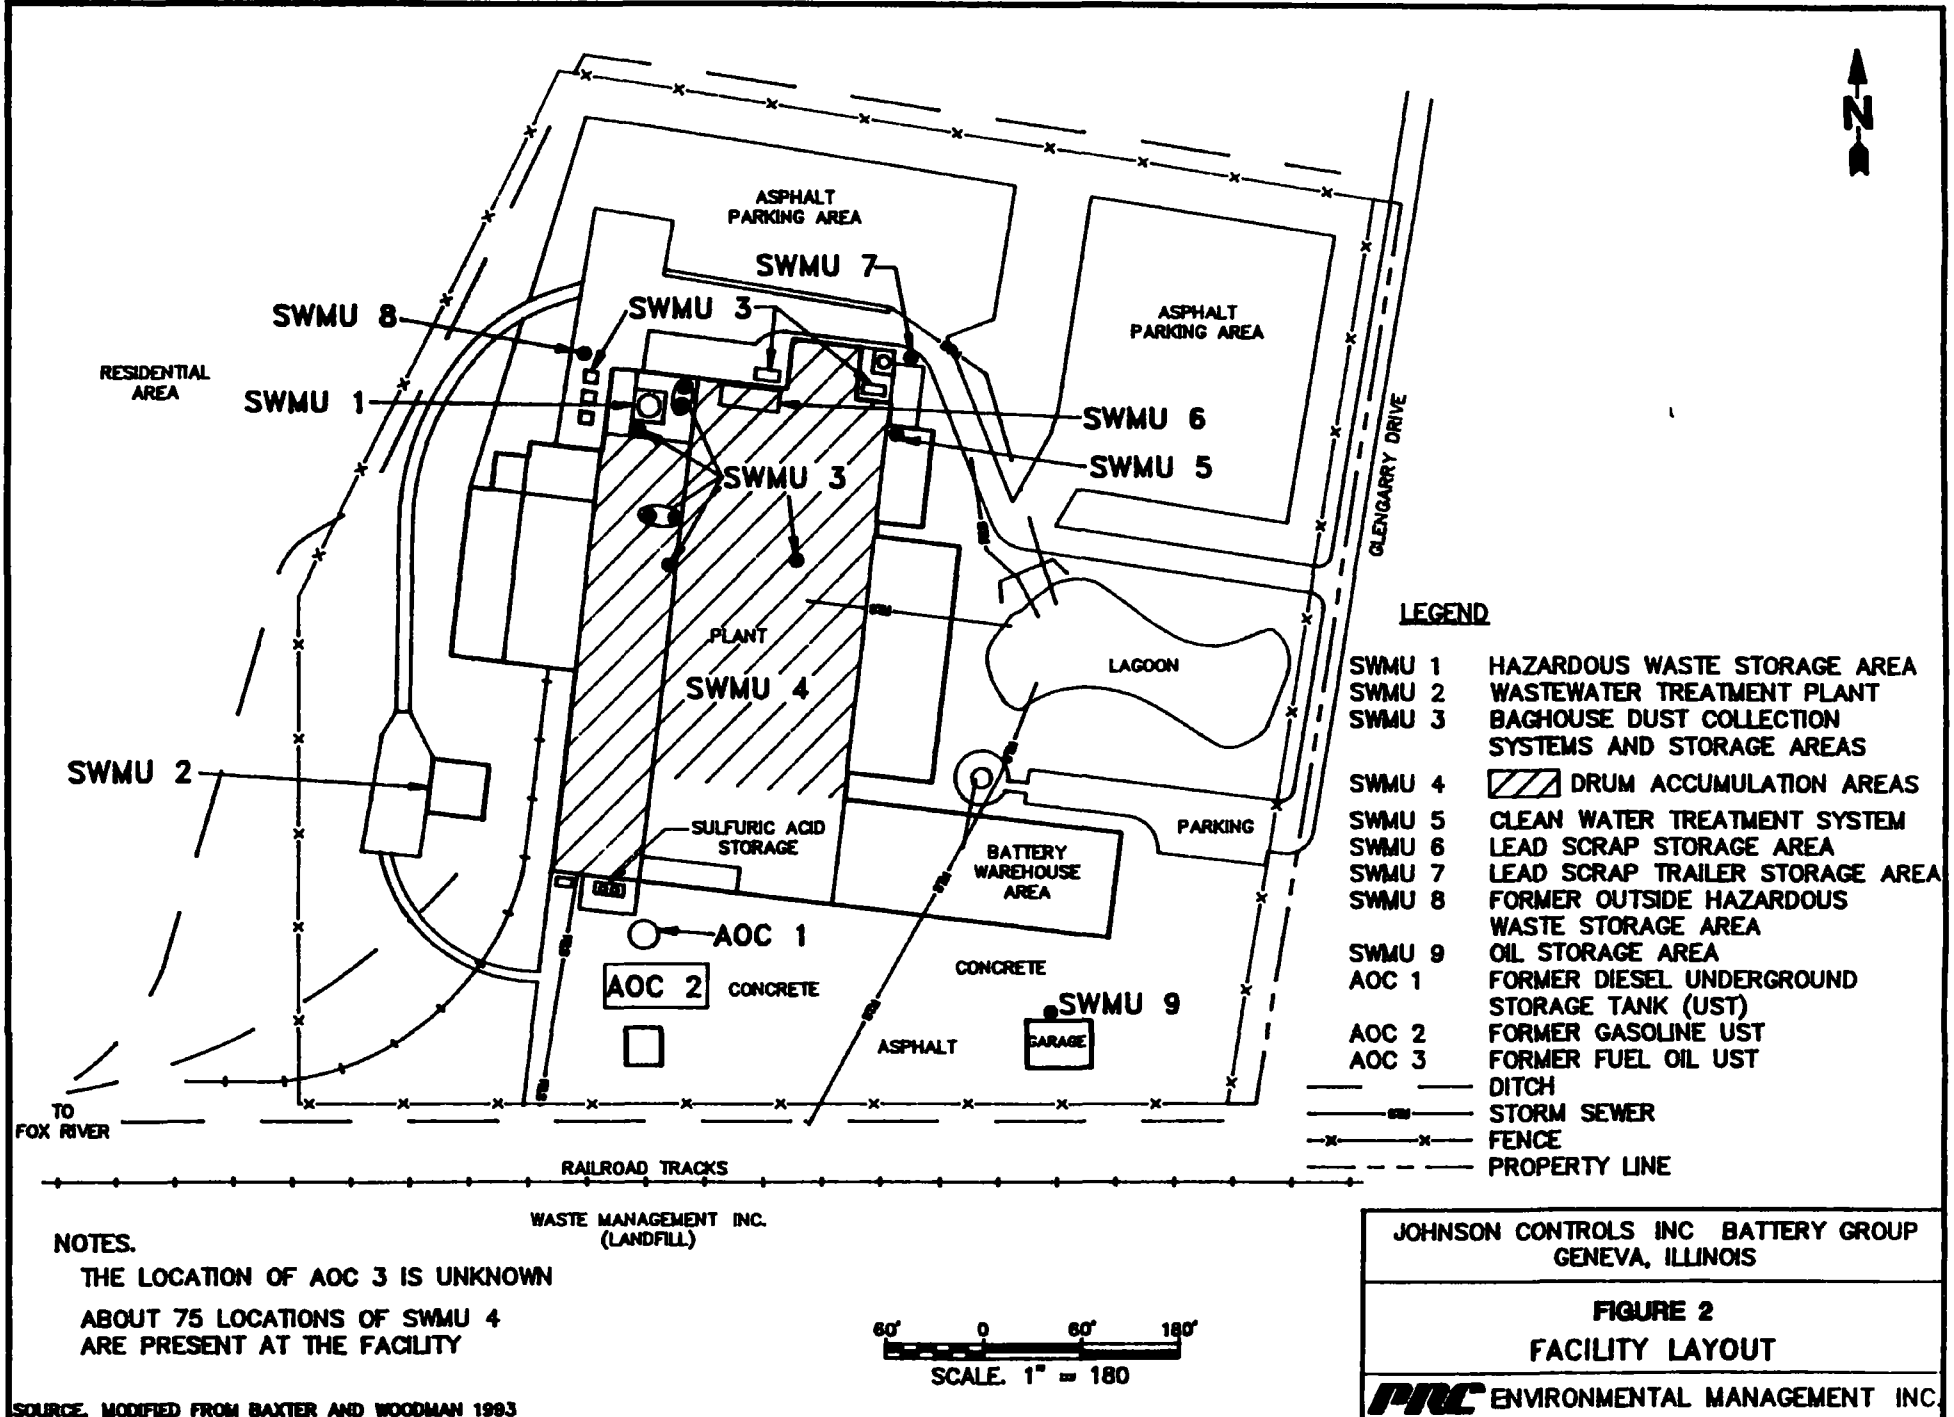 N
ASPHALT
PARKING AREA
SWMU 7
SWMU 3
SWMU 8
ASPHALT
PARKING AREA
RESIDENTIAL
AREA
SWMU 1
SWMU 6
SWMU 5
SWMU 3
GLENGARRY DRIVE
PLANT
SWMU 4
LAGOON
SWMU 2
SULFURIC ACID
STORAGE
PARKING
BATTERY
WAREHOUSE
AREA
AOC 1
AOC 2
CONCRETE
CONCRETE
SWMU 9
GARAGE
ASPHALT
TO
FOX RIVER
RAILROAD TRACKS
WASTE MANAGEMENT INC.
(LANDFILL)
LEGEND
SWMU 1 HAZARDOUS WASTE STORAGE AREA
SWMU 2 WASTEWATER TREATMENT PLANT
SWMU 3 BAGHOUSE DUST COLLECTION
SYSTEMS AND STORAGE AREAS
SWMU 4 DRUM ACCUMULATION AREAS
SWMU 5 CLEAN WATER TREATMENT SYSTEM
SWMU 6 LEAD SCRAP STORAGE AREA
SWMU 7 LEAD SCRAP TRAILER STORAGE AREA
SWMU 8 FORMER OUTSIDE HAZARDOUS
WASTE STORAGE AREA
SWMU 9 OIL STORAGE AREA
AOC 1 FORMER DIESEL UNDERGROUND
STORAGE TANK (UST)
AOC 2 FORMER GASOLINE UST
AOC 3 FORMER FUEL OIL UST
DITCH
STORM SEWER
FENCE
PROPERTY LINE
NOTES.
THE LOCATION OF AOC 3 IS UNKNOWN
ABOUT 75 LOCATIONS OF SWMU 4
ARE PRESENT AT THE FACILITY
60' 0 60' 180'
SCALE. 1" = 180
JOHNSON CONTROLS INC BATTERY GROUP
GENEVA, ILLINOIS
FIGURE 2
FACILITY LAYOUT
PRC ENVIRONMENTAL MANAGEMENT INC.
SOURCE. MODIFIED FROM BAXTER AND WOODMAN 1993